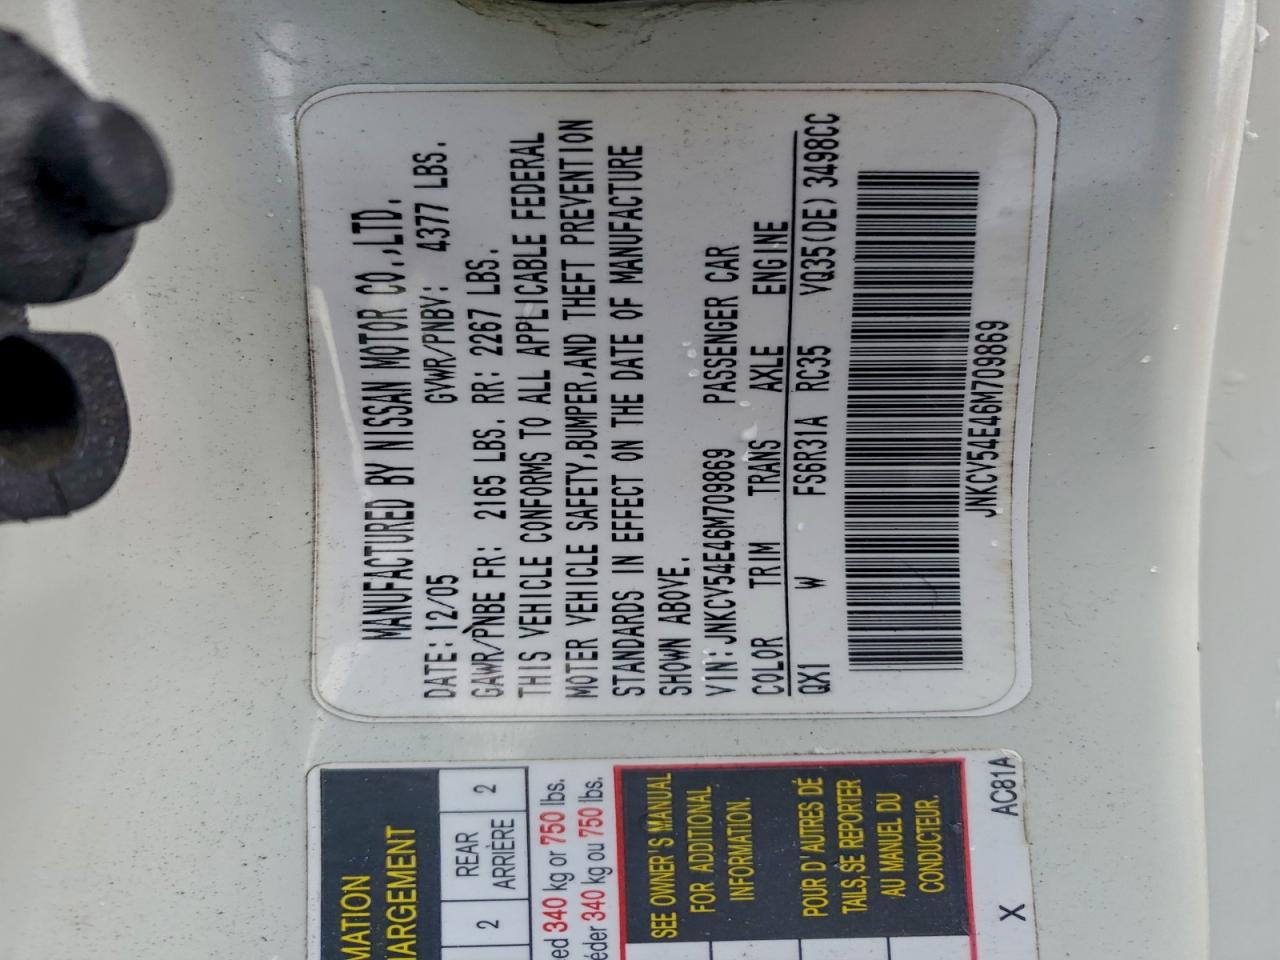 MANUFACTURED BY NISSAN MOTOR CO.,LTD.
DATE: 12/05 GVWR/PNBV: 4377 LBS.
GAWR/PNBE FR: 2165 LBS. RR: 2267 LBS.
THIS VEHICLE CONFORMS TO ALL APPLICABLE FEDERAL
MOTER VEHICLE SAFETY,BUMPER,AND THEFT PREVENTION
STANDARDS IN EFFECT ON THE DATE OF MANUFACTURE
SHOWN ABOVE.
VIN: JNKCV54E46M709869 PASSENGER CAR
COLOR TRIM TRANS AXLE ENGINE
QX1 W FS6R31A RC35 VQ35(DE) 3498CC
JNKCV54E46M709869
MATION
HARGEMENT
2 REAR 2
ARRIÈRE
ed 340 kg or 750 lbs.
éder 340 kg ou 750 lbs.
SEE OWNER'S MANUAL
FOR ADDITIONAL
INFORMATION.
POUR D'AUTRES DÉ
TAILS,SE REPORTER
AU MANUEL DU
CONDUCTEUR.
X AC81A